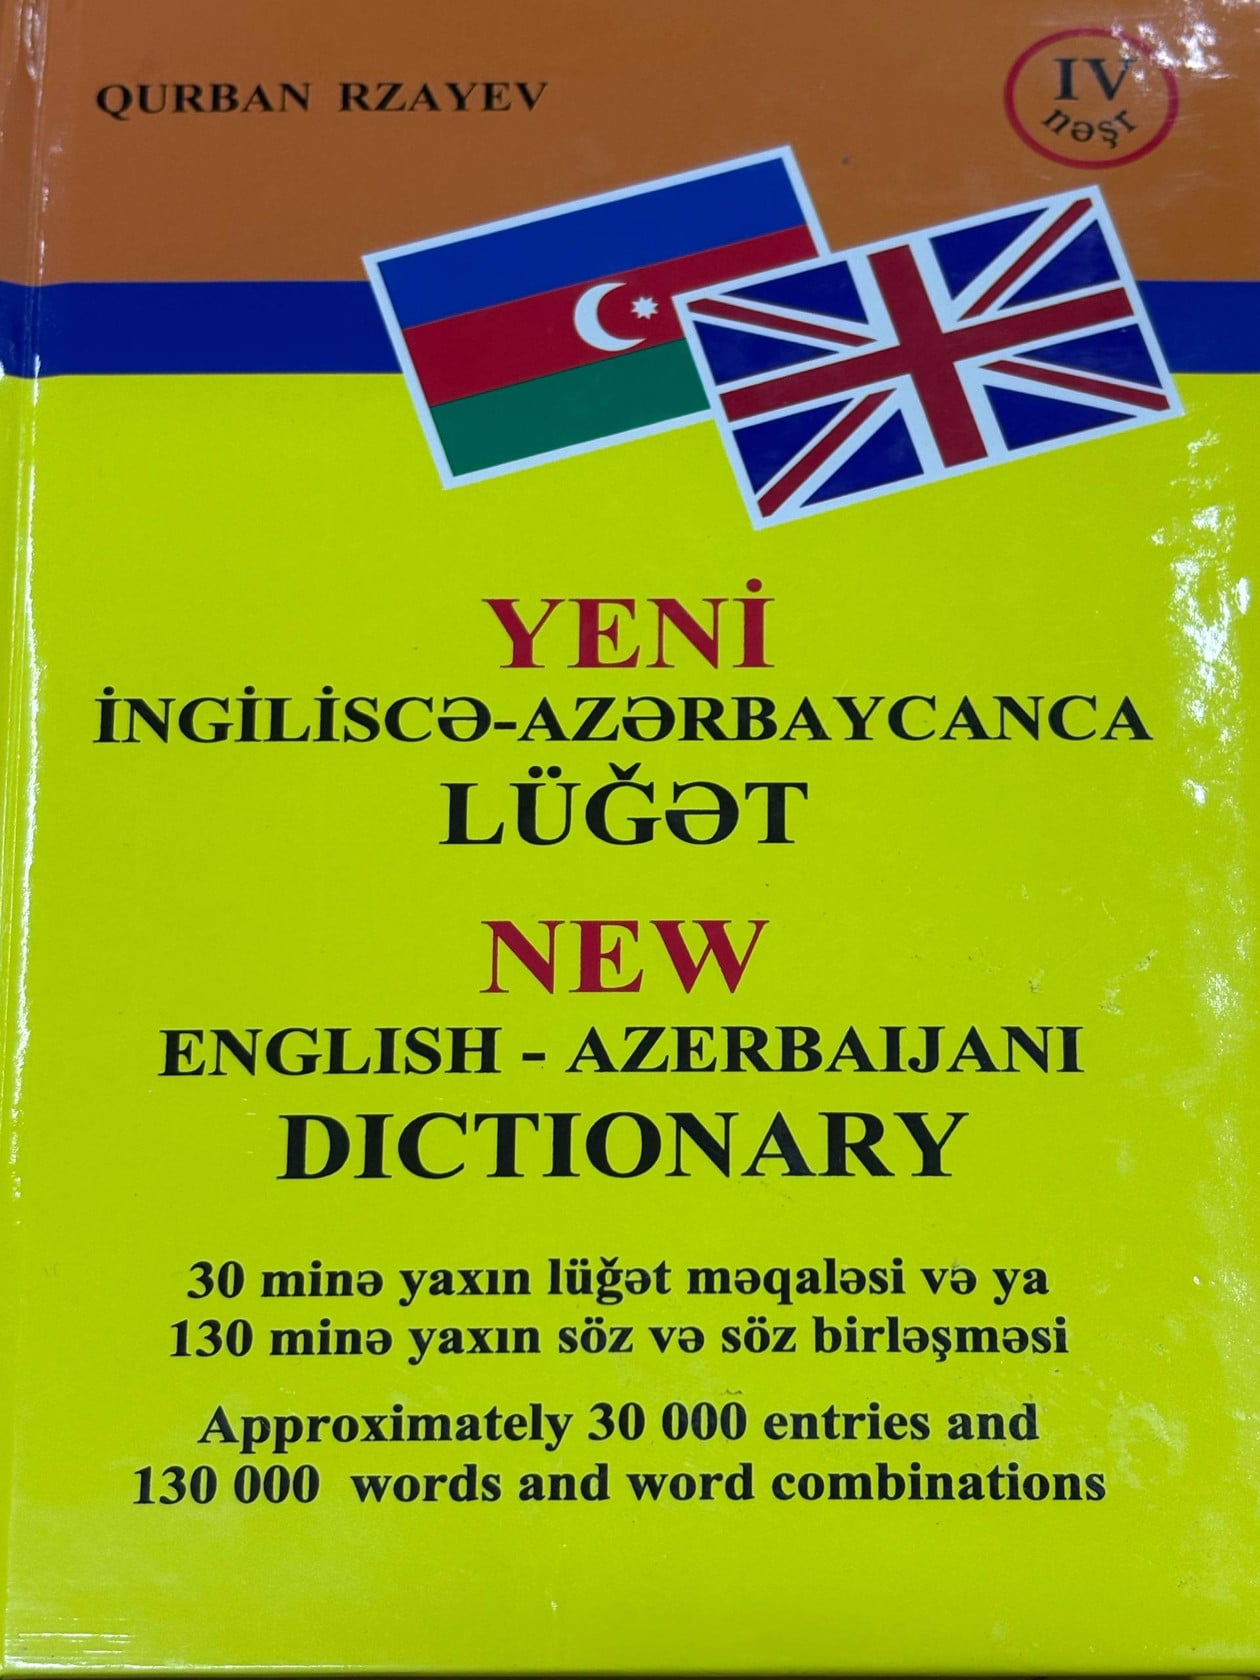 QURBAN RZAYEV
IV
nəşr
YENİ
İNGİLİSCƏ-AZƏRBAYCANCA
LÜĞƏT
NEW
ENGLISH - AZERBAIJANI
DICTIONARY
30 minə yaxın lüğət məqaləsi və ya
130 minə yaxın söz və söz birləşməsi
Approximately 30 000 entries and
130 000 words and word combinations